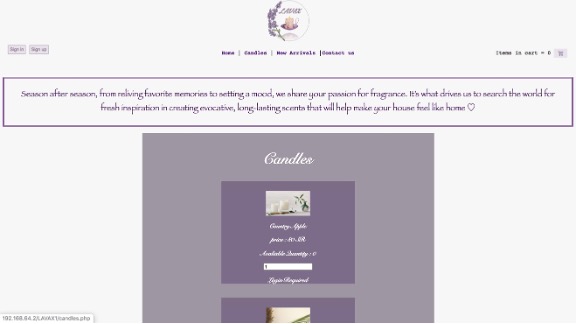 LAVAX
Sign in Sign up
Home | Candles | New Arrivals |Contact us
Items in cart = 0
Season after season, from reliving favorite memories to setting a mood, we share your passion for fragrance. It's what drives us to search the world for
fresh inspiration in creating evocative, long-lasting scents that will help make your house feel like home ♡
Candles
Country Apple
price : 80 SR
Available Quantity : 0
Login Required
192.168.64.2/LAVAX1/candles.php